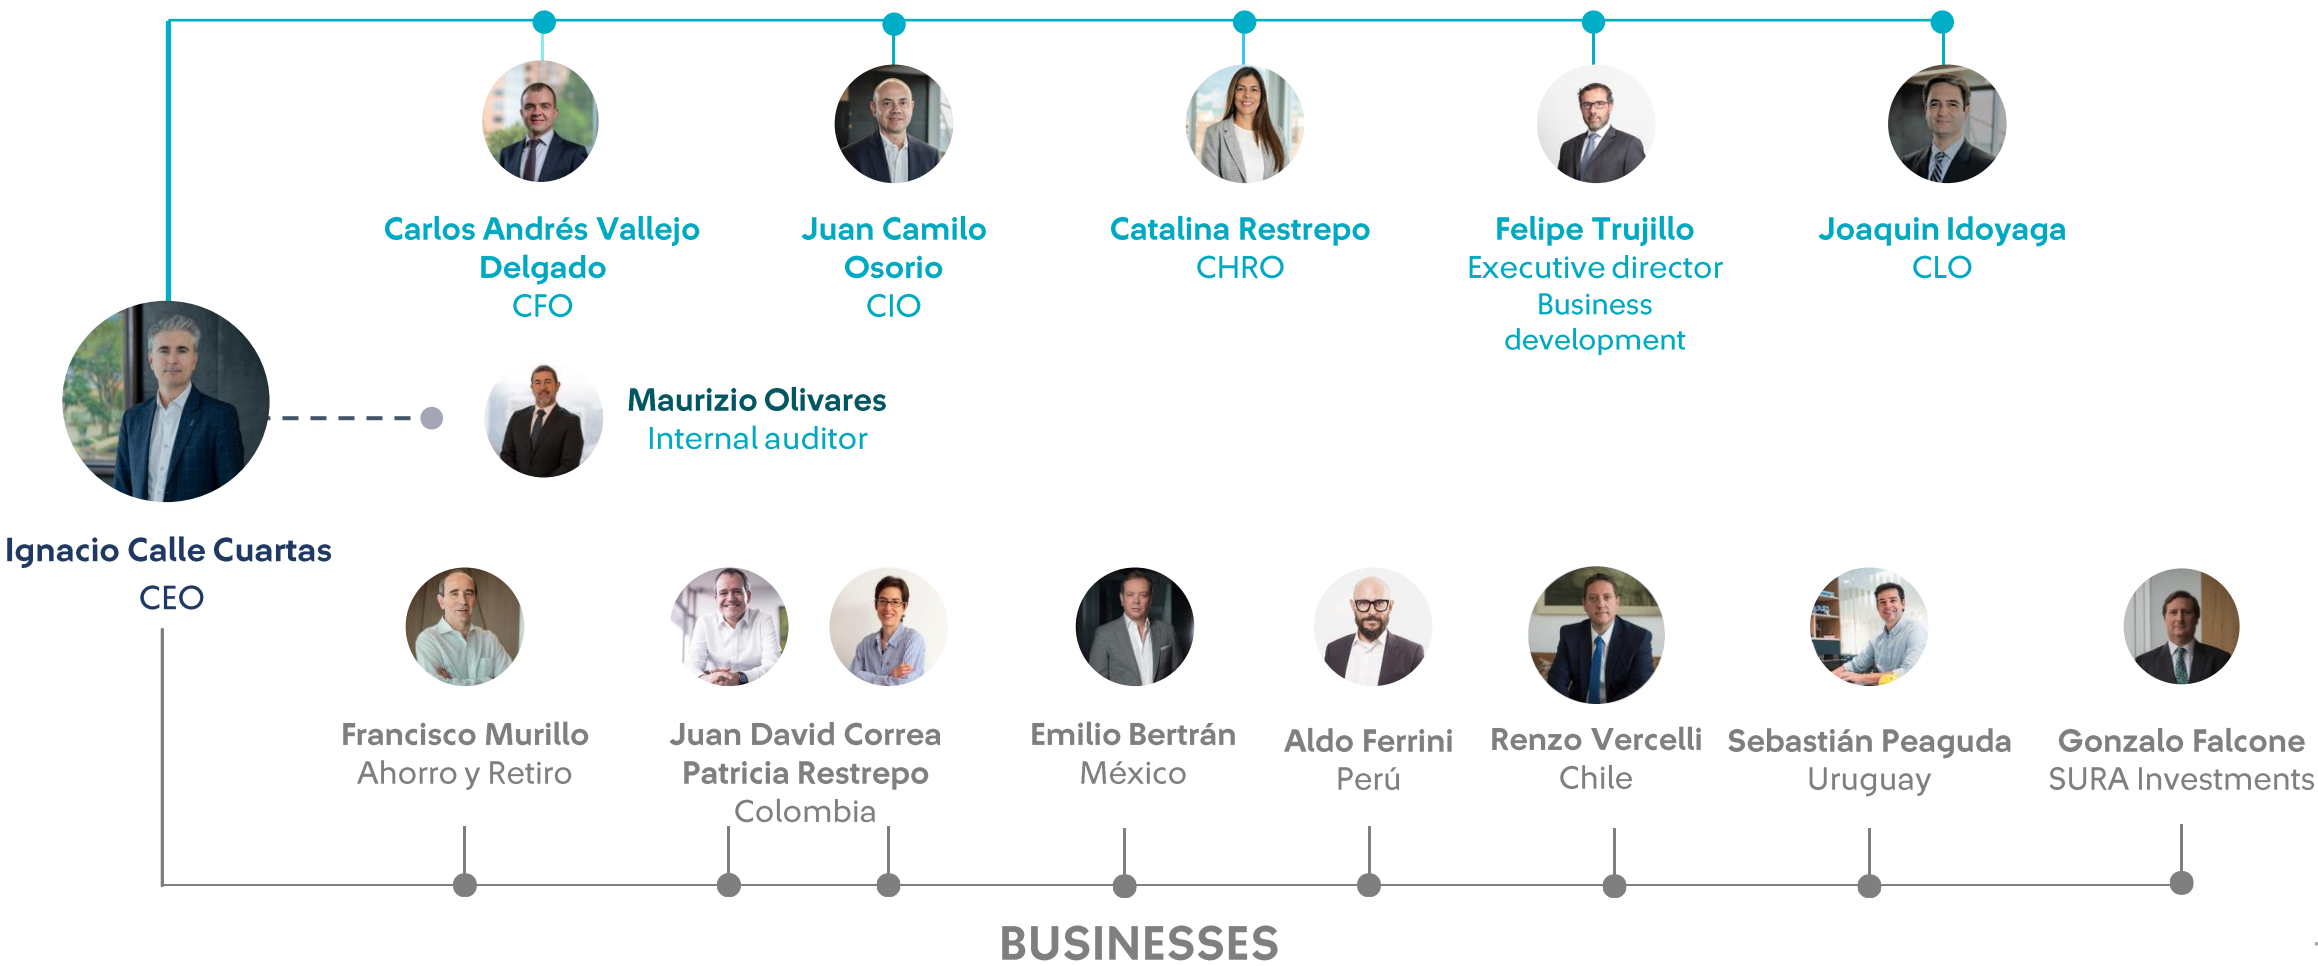 Carlos Andrés Vallejo
Delgado
CFO
Juan Camilo
Osorio
CIO
Catalina Restrepo
CHRO
Felipe Trujillo
Executive director
Business
development
Joaquin Idoyaga
CLO
Maurizio Olivares
Internal auditor
Ignacio Calle Cuartas
CEO
Francisco Murillo
Ahorro y Retiro
Juan David Correa
Patricia Restrepo
Colombia
Emilio Bertrán
México
Aldo Ferrini
Perú
Renzo Vercelli
Chile
Sebastián Peaguda
Uruguay
Gonzalo Falcone
SURA Investments
BUSINESSES